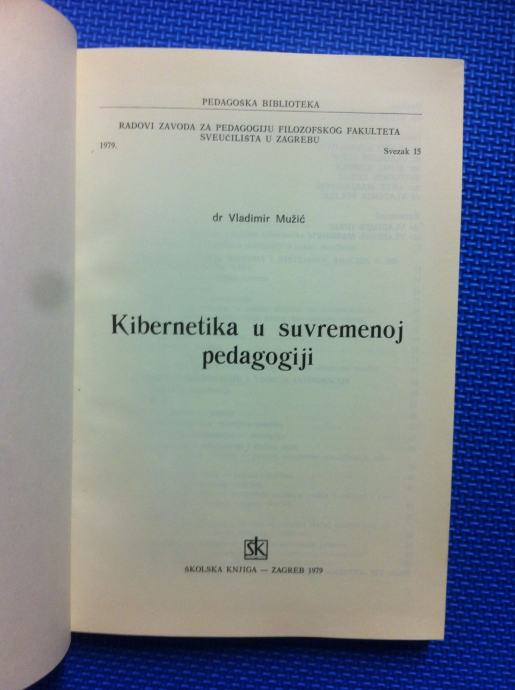 PEDAGOŠKA BIBLIOTEKA
RADOVI ZAVODA ZA PEDAGOGIJU FILOZOFSKOG FAKULTETA
SVEUČILIŠTA U ZAGREBU
1979. Svezak 15
dr Vladimir Mužić
Kibernetika u suvremenoj
pedagogiji
šk
ŠKOLSKA KNJIGA — ZAGREB 1979